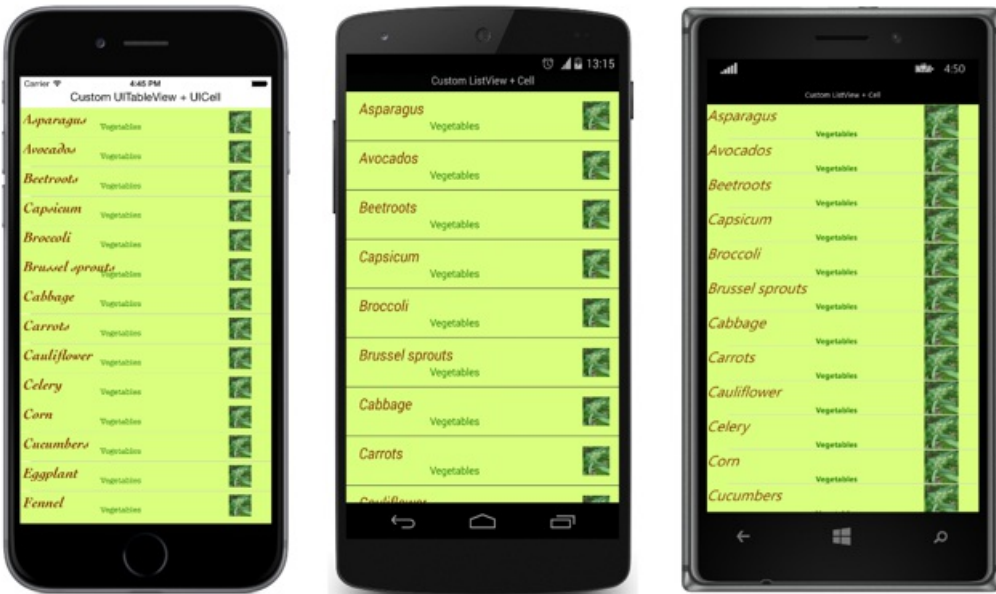 Carrier 4:45 PM
Custom UITableView + UICell
Asparagus
Vegetables
Avocados
Vegetables
Beetroots
Vegetables
Capsicum
Vegetables
Broccoli
Vegetables
Brussel sprouts
Vegetables
Cabbage
Vegetables
Carrots
Vegetables
Cauliflower
Vegetables
Celery
Vegetables
Corn
Vegetables
Cucumbers
Vegetables
Eggplant
Vegetables
Fennel
Vegetables
13:15
Custom ListView + Cell
Asparagus
Vegetables
Avocados
Vegetables
Beetroots
Vegetables
Capsicum
Vegetables
Broccoli
Vegetables
Brussel sprouts
Vegetables
Cabbage
Vegetables
Carrots
Vegetables
Cauliflower
4:50
Custom ListView + Cell
Asparagus
Vegetables
Avocados
Vegetables
Beetroots
Vegetables
Capsicum
Vegetables
Broccoli
Vegetables
Brussel sprouts
Vegetables
Cabbage
Vegetables
Carrots
Vegetables
Cauliflower
Vegetables
Celery
Vegetables
Corn
Vegetables
Cucumbers